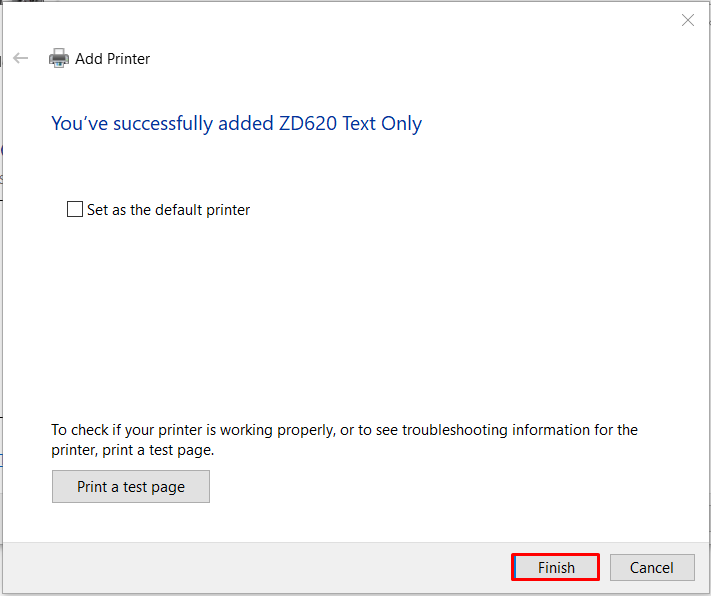 Add Printer
You’ve successfully added ZD620 Text Only
Set as the default printer
To check if your printer is working properly, or to see troubleshooting information for the
printer, print a test page.
Print a test page
Finish
Cancel